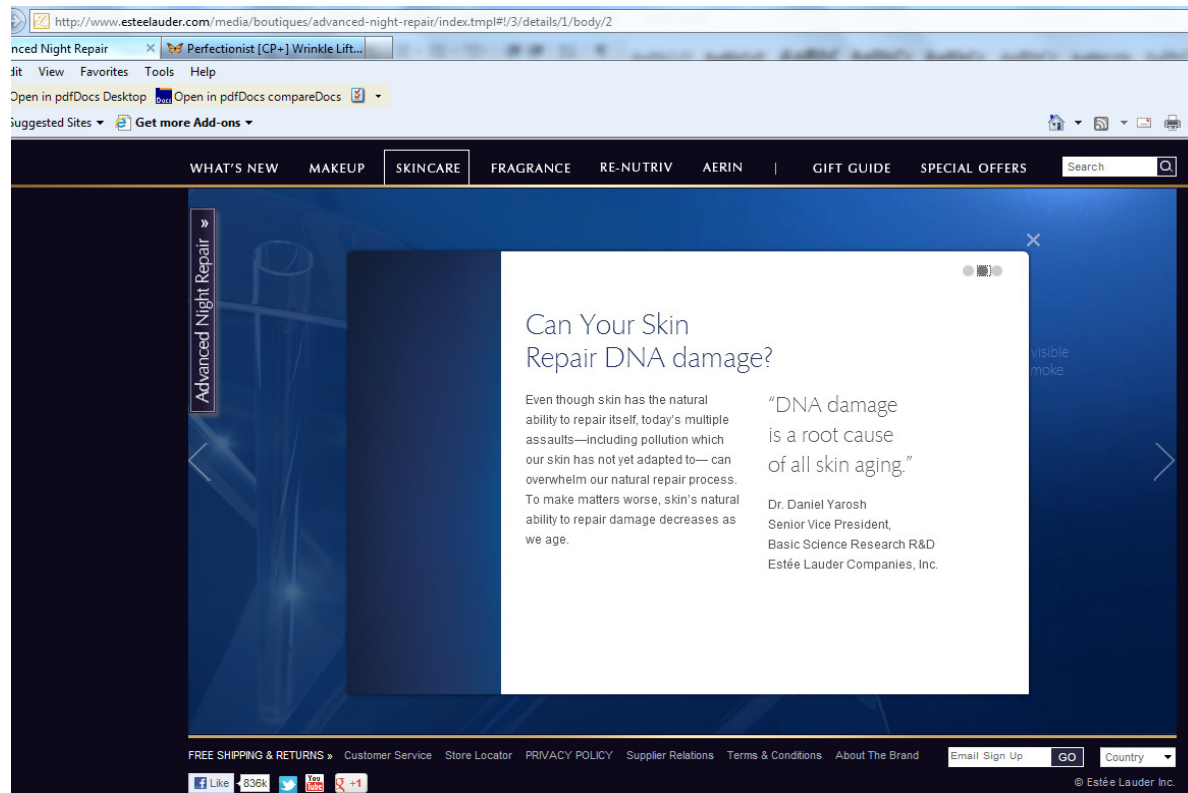 http://www.esteelauder.com/media/boutiques/advanced-night-repair/index.tmpl#!/3/details/1/body/2
nced Night Repair × Perfectionist [CP+] Wrinkle Lift...
dit View Favorites Tools Help
Open in pdfDocs Desktop Docs Open in pdfDocs compareDocs
Suggested Sites Get more Add-ons
WHAT'S NEW MAKEUP SKINCARE FRAGRANCE RE-NUTRIV AERIN | GIFT GUIDE SPECIAL OFFERS Search
Advanced Night Repair »
×
Can Your Skin
Repair DNA damage?
visible
moke
Even though skin has the natural
ability to repair itself, today's multiple
assaults—including pollution which
our skin has not yet adapted to— can
overwhelm our natural repair process.
To make matters worse, skin's natural
ability to repair damage decreases as
we age.
“DNA damage
is a root cause
of all skin aging.”
Dr. Daniel Yarosh
Senior Vice President,
Basic Science Research R&D
Estée Lauder Companies, Inc.
FREE SHIPPING & RETURNS » Customer Service Store Locator PRIVACY POLICY Supplier Relations Terms & Conditions About The Brand Email Sign Up GO Country
f Like 836k You Tube g +1 © Estée Lauder Inc.